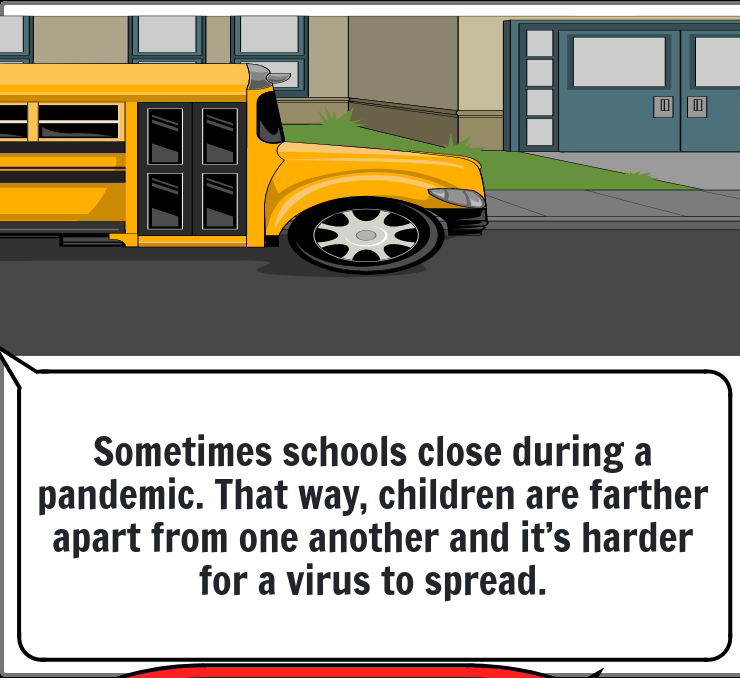 Sometimes schools close during a
pandemic. That way, children are farther
apart from one another and it’s harder
for a virus to spread.